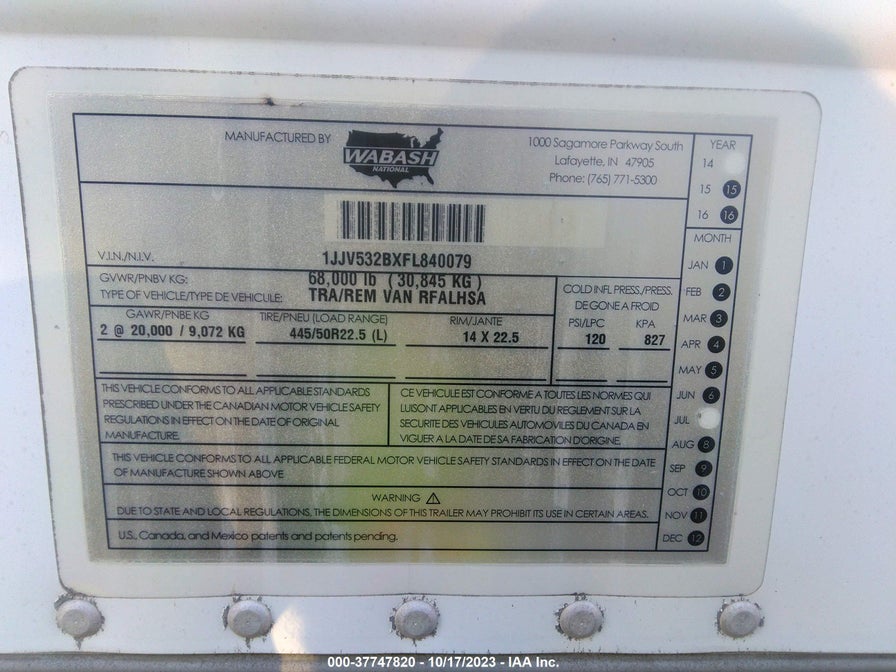 MANUFACTURED BY
WABASH
NATIONAL
1000 Sagamore Parkway South
Lafayette, IN 47905
Phone: (765) 771-5300
YEAR
14
15 15
16 16
V.I.N./N.I.V.
1JJV532BXFL840079
GVWR/PNBV KG:
68,000 lb ( 30,845 KG )
TYPE OF VEHICLE/TYPE DE VEHICULE:
TRA/REM VAN RFALHSA
COLD INFL PRESS./PRESS.
DE GONE A FROID
GAWR/PNBE KG
TIRE/PNEU (LOAD RANGE)
RIM/JANTE
PSI/LPC
KPA
2 @ 20,000 / 9,072 KG
445/50R22.5 (L)
14 X 22.5
120
827
THIS VEHICLE CONFORMS TO ALL APPLICABLE STANDARDS
PRESCRIBED UNDER THE CANADIAN MOTOR VEHICLE SAFETY
REGULATIONS IN EFFECT ON THE DATE OF ORIGINAL
MANUFACTURE.
CE VEHICULE EST CONFORME A TOUTES LES NORMES QUI
LUISONT APPLICABLES EN VERTU DU REGLEMENT SUR LA
SECURITE DES VEHICULES AUTOMOVILES DU CANADA EN
VIGUER A LA DATE DE SA FABRICATION D'ORIGINE.
THIS VEHICLE CONFORMS TO ALL APPLICABLE FEDERAL MOTOR VEHICLE SAFETY STANDARDS IN EFFECT ON THE DATE
OF MANUFACTURE SHOWN ABOVE
WARNING
DUE TO STATE AND LOCAL REGULATIONS, THE DIMENSIONS OF THIS TRAILER MAY PROHIBIT ITS USE IN CERTAIN AREAS.
U.S., Canada, and Mexico patents and patents pending.
MONTH
JAN 1
FEB 2
MAR 3
APR 4
MAY 5
JUN 6
JUL
AUG 8
SEP 9
OCT 10
NOV 11
DEC 12
000-37747820 - 10/17/2023 - IAA Inc.